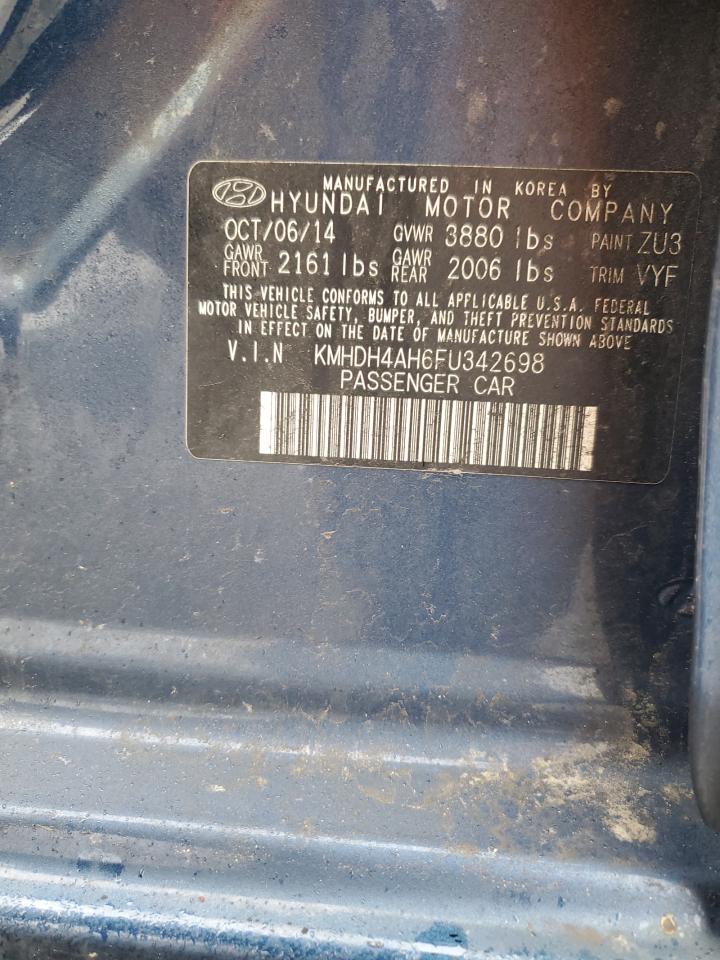 MANUFACTURED IN KOREA BY
HYUNDAI MOTOR COMPANY
OCT/06/14 GVWR 3880 lbs PAINT ZU3
GAWR FRONT 2161 lbs GAWR REAR 2006 lbs TRIM VYF
THIS VEHICLE CONFORMS TO ALL APPLICABLE U.S.A. FEDERAL
MOTOR VEHICLE SAFETY, BUMPER, AND THEFT PREVENTION STANDARDS
IN EFFECT ON THE DATE OF MANUFACTURE SHOWN ABOVE
V.I.N KMHDH4AH6FU342698
PASSENGER CAR